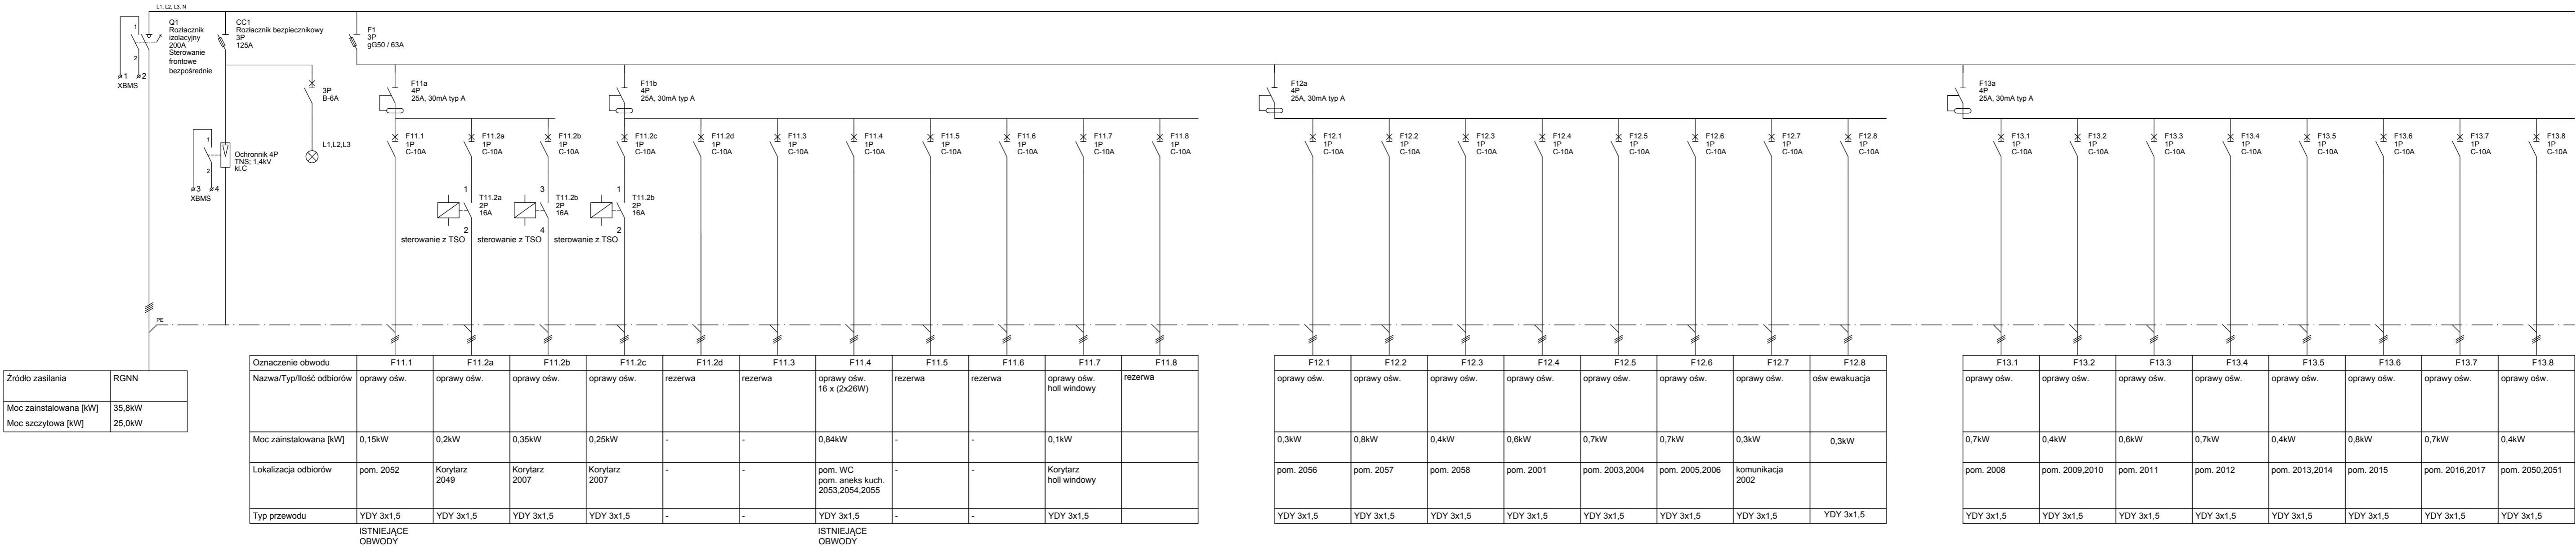 L1, L2, L3, N
1
2
ø1 ø2
XBMS
Q1
Rozłacznik
izolacyjny
200A
Sterowanie
frontowe
bezpośrednie
CC1
Rozłacznik bezpiecznikowy
3P
125A
F1
3P
gG50 / 63A
3P
B-6A
L1,L2,L3
1
2
ø3 ø4
XBMS
Ochronnik 4P
TNS; 1,4kV
kl.C
F11a
4P
25A, 30mA typ A
F11b
4P
25A, 30mA typ A
F12a
4P
25A, 30mA typ A
F13a
4P
25A, 30mA typ A
F11.1
1P
C-10A
F11.2a
1P
C-10A
F11.2b
1P
C-10A
F11.2c
1P
C-10A
F11.2d
1P
C-10A
F11.3
1P
C-10A
F11.4
1P
C-10A
F11.5
1P
C-10A
F11.6
1P
C-10A
F11.7
1P
C-10A
F11.8
1P
C-10A
F12.1
1P
C-10A
F12.2
1P
C-10A
F12.3
1P
C-10A
F12.4
1P
C-10A
F12.5
1P
C-10A
F12.6
1P
C-10A
F12.7
1P
C-10A
F12.8
1P
C-10A
F13.1
1P
C-10A
F13.2
1P
C-10A
F13.3
1P
C-10A
F13.4
1P
C-10A
F13.5
1P
C-10A
F13.6
1P
C-10A
F13.7
1P
C-10A
F13.8
1P
C-10A
1
T11.2a
2P
16A
2
sterowanie z TSO
3
T11.2b
2P
16A
4
sterowanie z TSO
1
T11.2b
2P
16A
2
sterowanie z TSO
PE
Źródło zasilania RGNN
Moc zainstalowana [kW] 35,8kW
Moc szczytowa [kW] 25,0kW
Oznaczenie obwodu F11.1 F11.2a F11.2b F11.2c F11.2d F11.3 F11.4 F11.5 F11.6 F11.7 F11.8
Nazwa/Typ/Ilość odbiorów oprawy ośw. oprawy ośw. oprawy ośw. oprawy ośw. rezerwa rezerwa oprawy ośw. rezerwa rezerwa oprawy ośw. rezerwa
16 x (2x26W) holl windowy
Moc zainstalowana [kW] 0,15kW 0,2kW 0,35kW 0,25kW - - 0,84kW - - 0,1kW
Lokalizacja odbiorów pom. 2052 Korytarz Korytarz Korytarz - - pom. WC - - Korytarz
2049 2007 2007 pom. aneks kuch. holl windowy
2053,2054,2055
Typ przewodu YDY 3x1,5 YDY 3x1,5 YDY 3x1,5 YDY 3x1,5 - - YDY 3x1,5 - - YDY 3x1,5
ISTNIEJĄCE
OBWODY
ISTNIEJĄCE
OBWODY
F12.1 F12.2 F12.3 F12.4 F12.5 F12.6 F12.7 F12.8
oprawy ośw. oprawy ośw. oprawy ośw. oprawy ośw. oprawy ośw. oprawy ośw. oprawy ośw. ośw ewakuacja
0,3kW 0,8kW 0,4kW 0,6kW 0,7kW 0,7kW 0,3kW 0,3kW
pom. 2056 pom. 2057 pom. 2058 pom. 2001 pom. 2003,2004 pom. 2005,2006 komunikacja
2002
YDY 3x1,5 YDY 3x1,5 YDY 3x1,5 YDY 3x1,5 YDY 3x1,5 YDY 3x1,5 YDY 3x1,5 YDY 3x1,5
F13.1 F13.2 F13.3 F13.4 F13.5 F13.6 F13.7 F13.8
oprawy ośw. oprawy ośw. oprawy ośw. oprawy ośw. oprawy ośw. oprawy ośw. oprawy ośw. oprawy ośw.
0,7kW 0,4kW 0,6kW 0,7kW 0,4kW 0,8kW 0,7kW 0,4kW
pom. 2008 pom. 2009,2010 pom. 2011 pom. 2012 pom. 2013,2014 pom. 2015 pom. 2016,2017 pom. 2050,2051
YDY 3x1,5 YDY 3x1,5 YDY 3x1,5 YDY 3x1,5 YDY 3x1,5 YDY 3x1,5 YDY 3x1,5 YDY 3x1,5